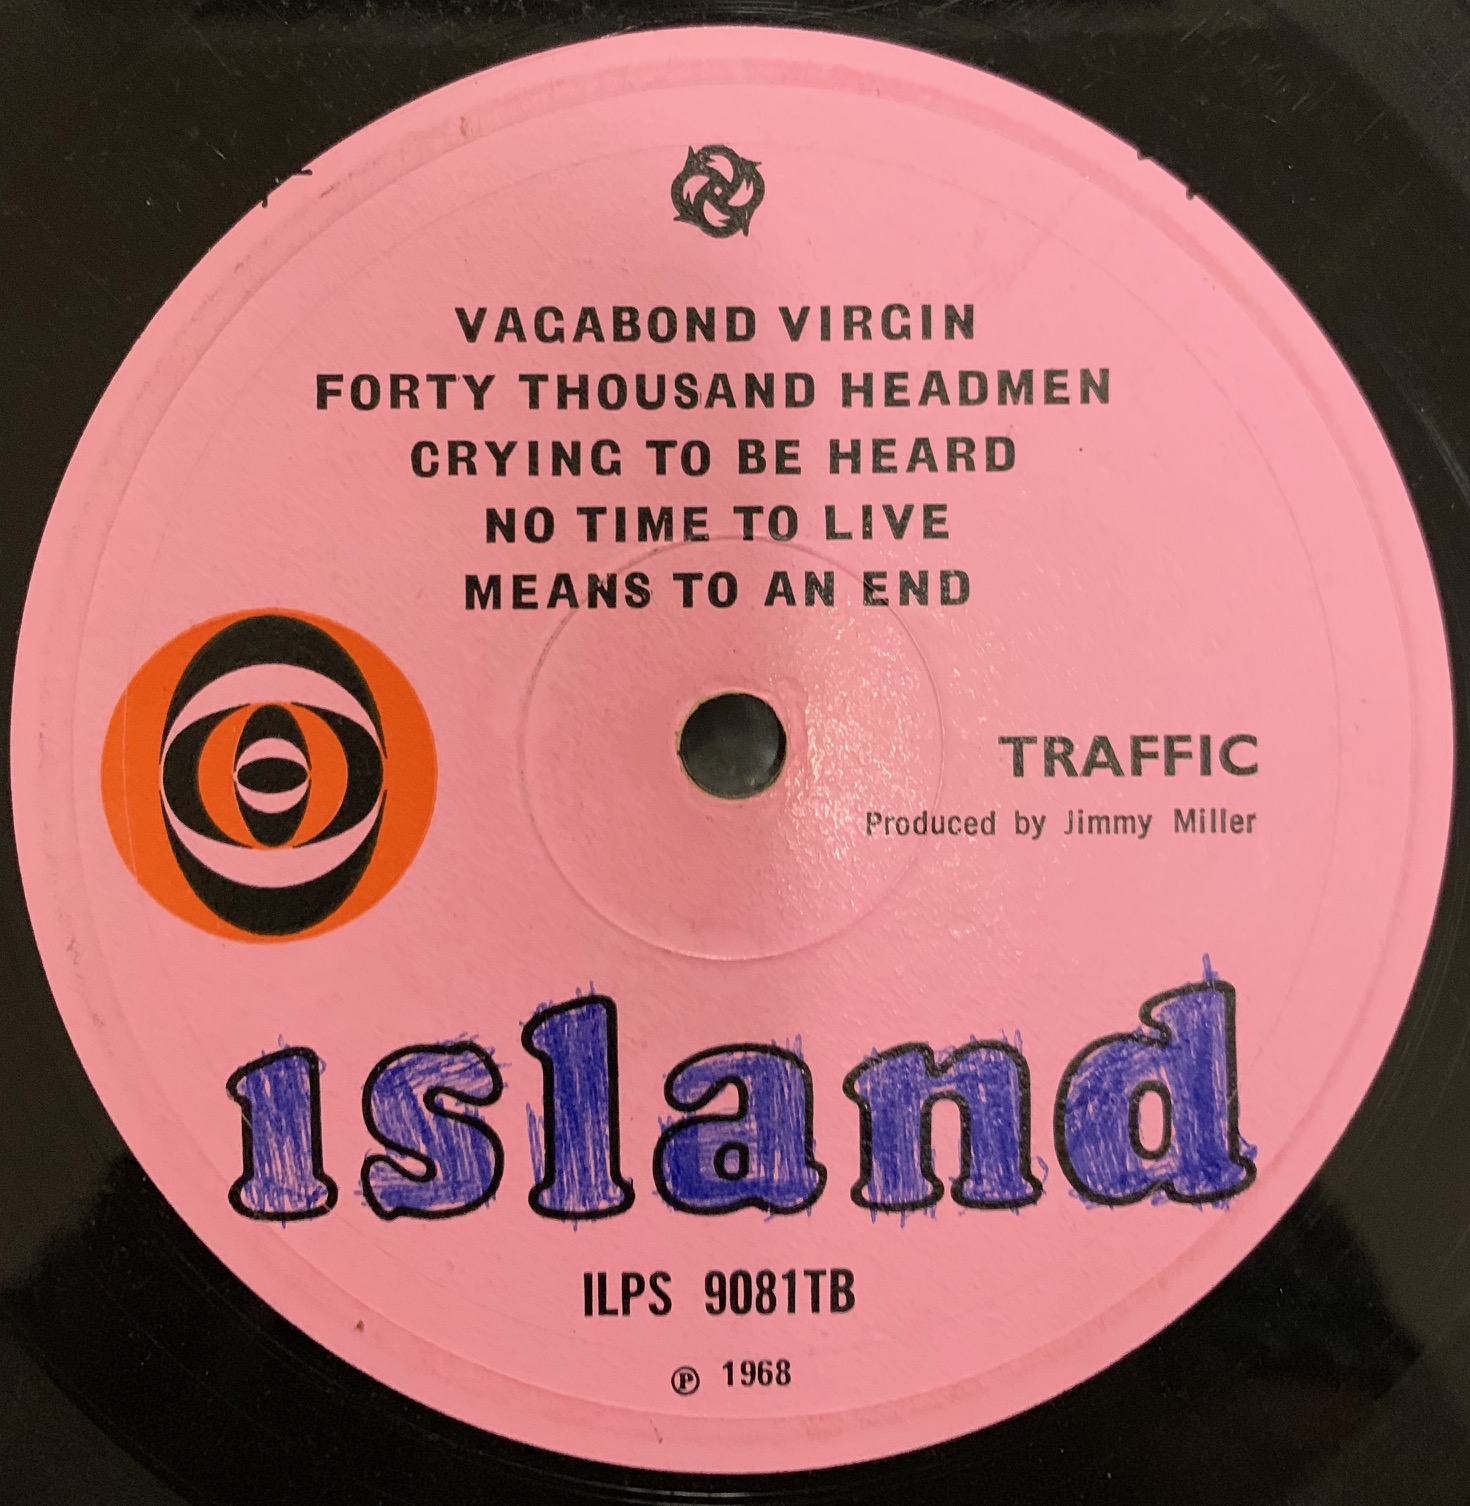 VAGABOND VIRGIN
FORTY THOUSAND HEADMEN
CRYING TO BE HEARD
NO TIME TO LIVE
MEANS TO AN END
TRAFFIC
Produced by Jimmy Miller
island
ILPS 9081TB
℗ 1968